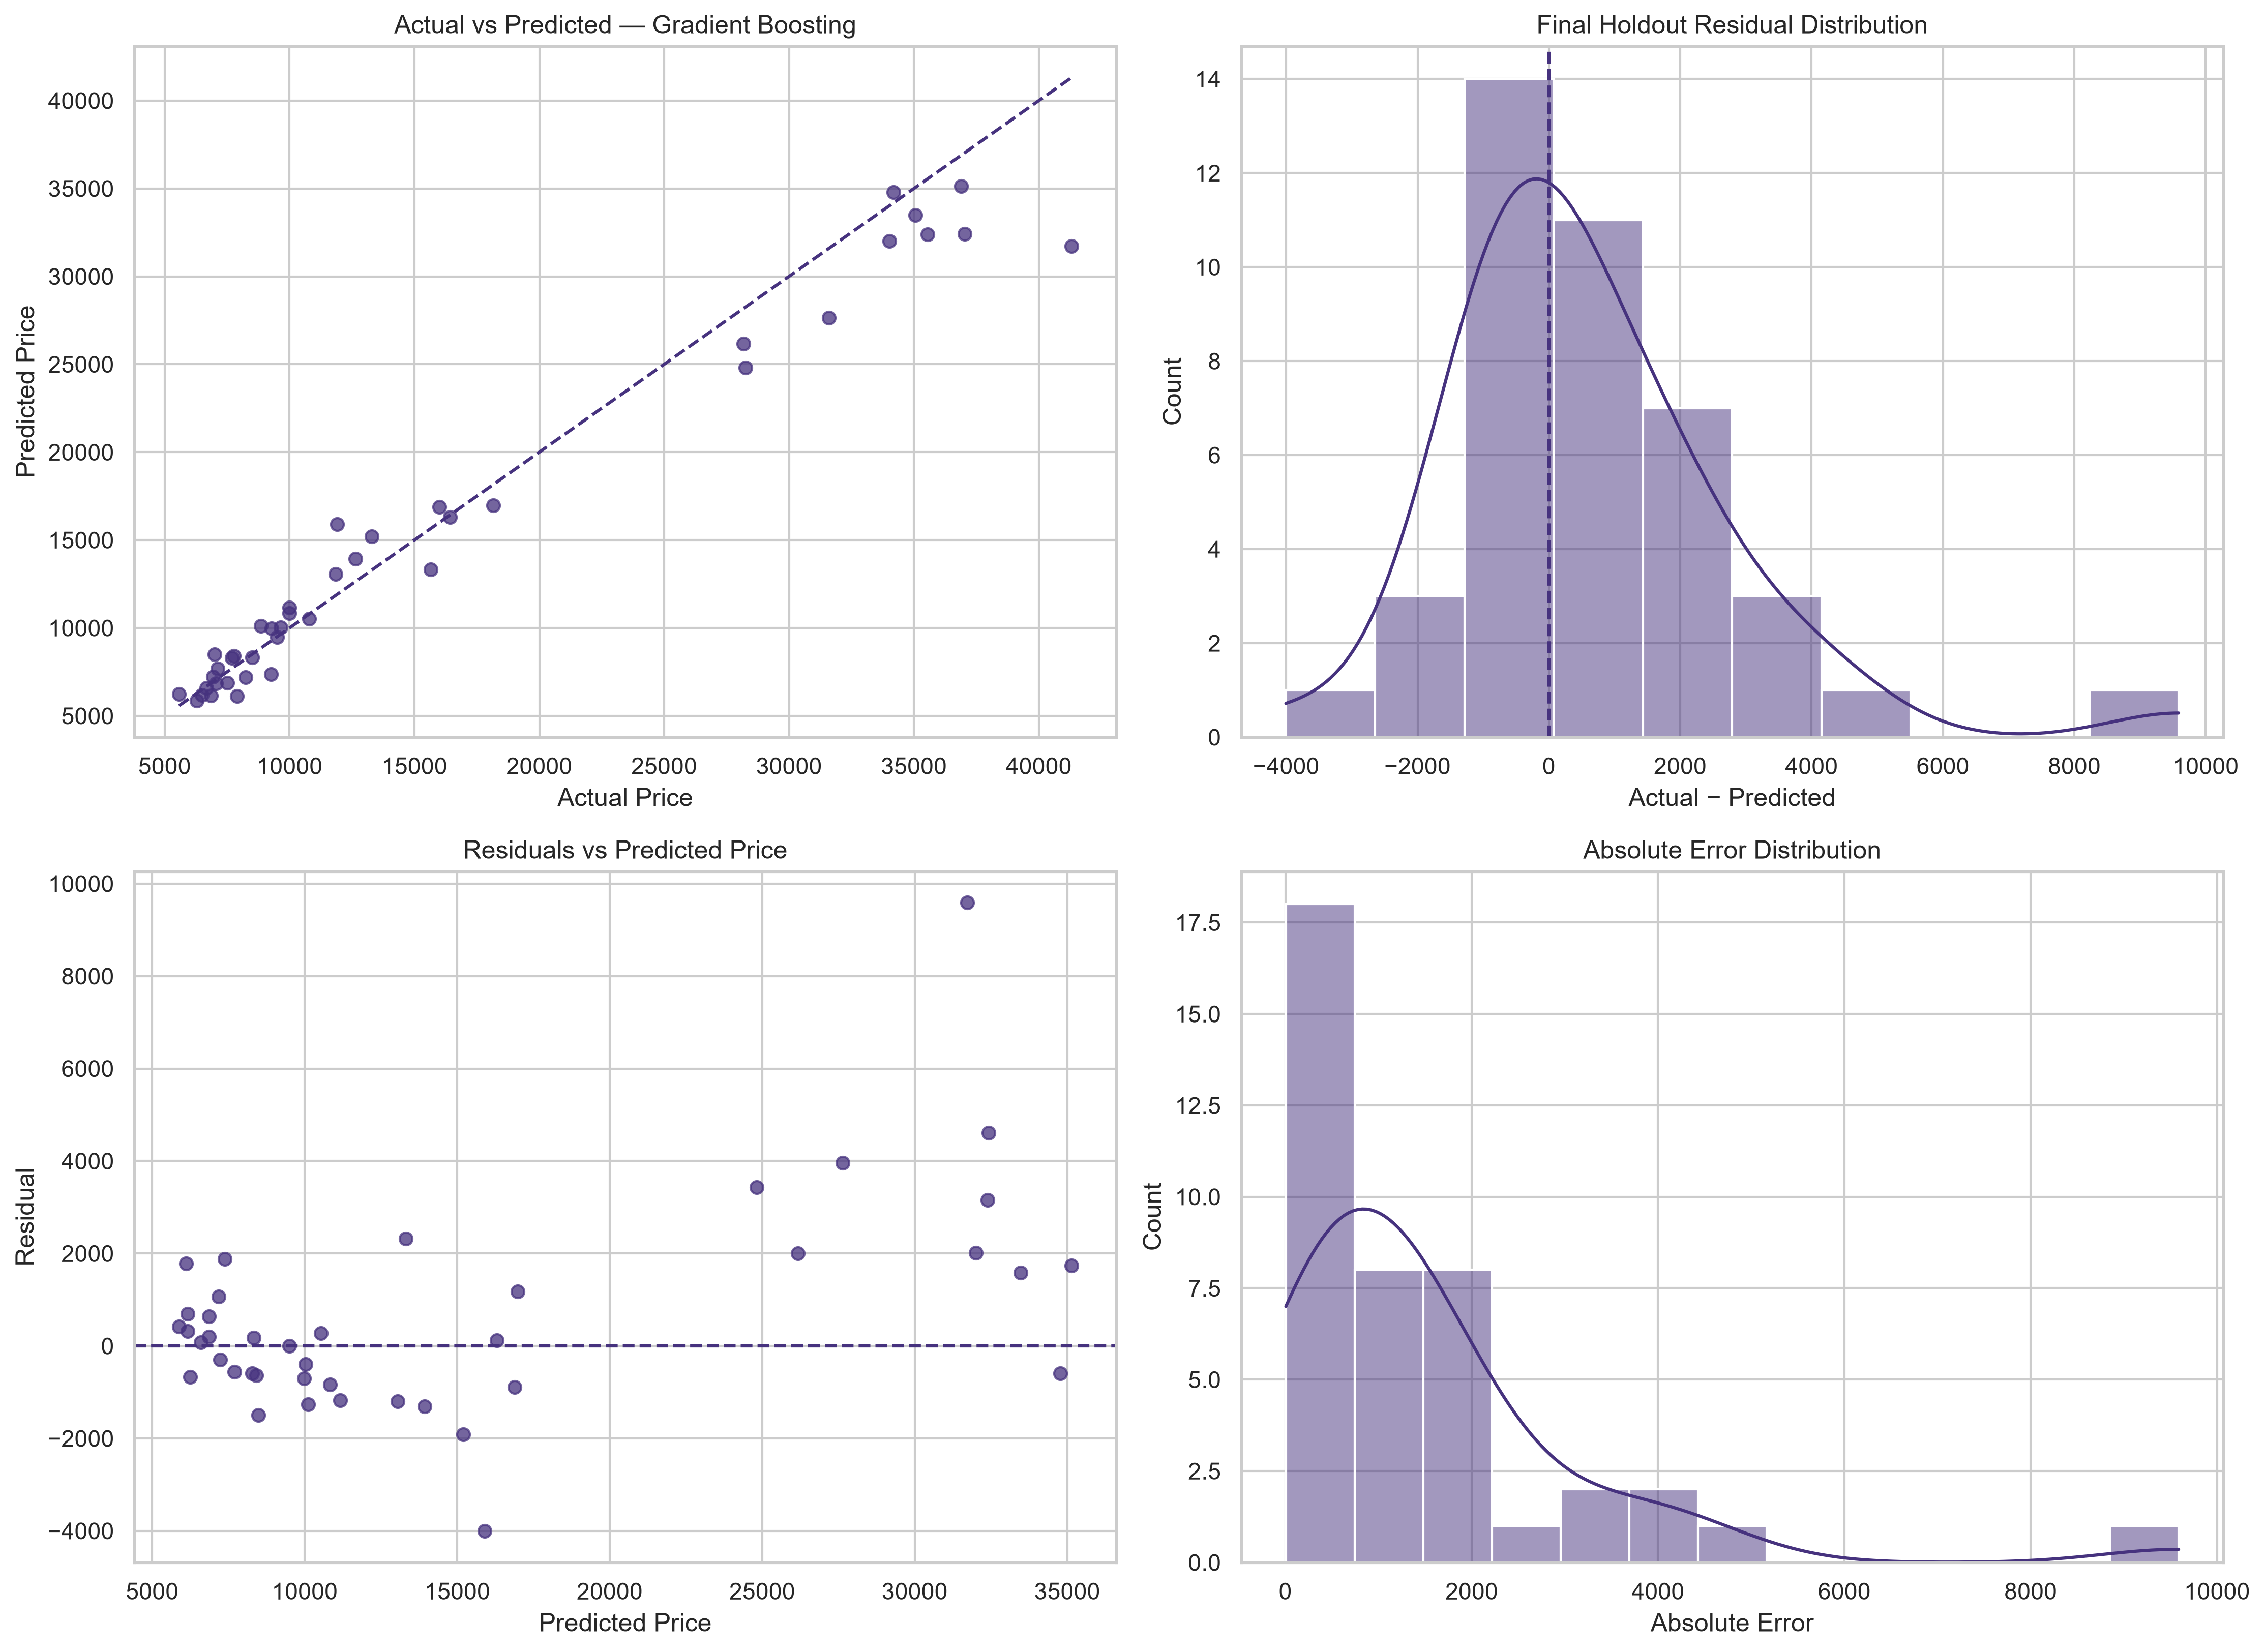 Actual vs Predicted — Gradient Boosting
40000
35000
30000
25000
20000
15000
10000
5000
Predicted Price
5000 10000 15000 20000 25000 30000 35000 40000
Actual Price
Final Holdout Residual Distribution
14
12
10
8
6
4
2
0
Count
−4000 −2000 0 2000 4000 6000 8000 10000
Actual − Predicted
Residuals vs Predicted Price
10000
8000
6000
4000
2000
0
−2000
−4000
Residual
5000 10000 15000 20000 25000 30000 35000
Predicted Price
Absolute Error Distribution
17.5
15.0
12.5
10.0
7.5
5.0
2.5
0.0
Count
0 2000 4000 6000 8000 10000
Absolute Error